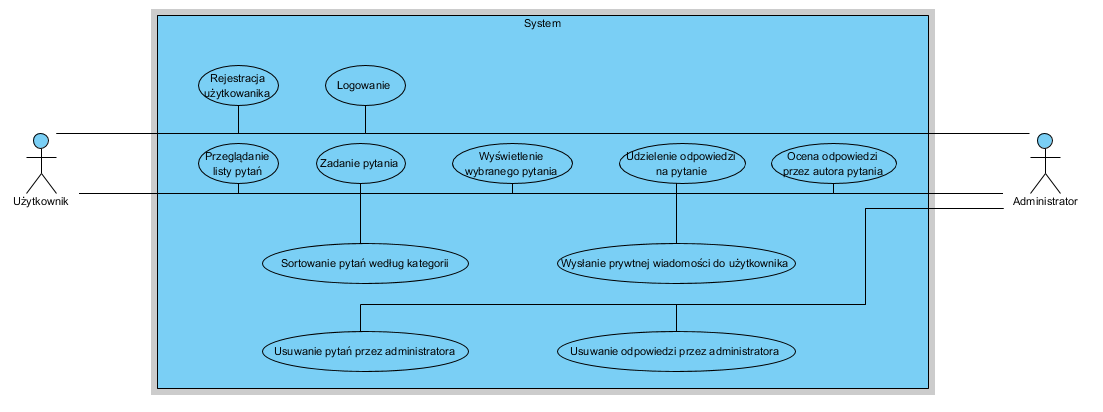 System
Rejestracja
użytkowanika
Logowanie
Przeglądanie
listy pytań
Zadanie pytania
Wyświetlenie
wybranego pytania
Udzielenie odpowiedzi
na pytanie
Ocena odpowiedzi
przez autora pytania
Użytkownik
Administrator
Sortowanie pytań według kategorii
Wysłanie prywtnej wiadomości do użytkownika
Usuwanie pytań przez administratora
Usuwanie odpowiedzi przez administratora